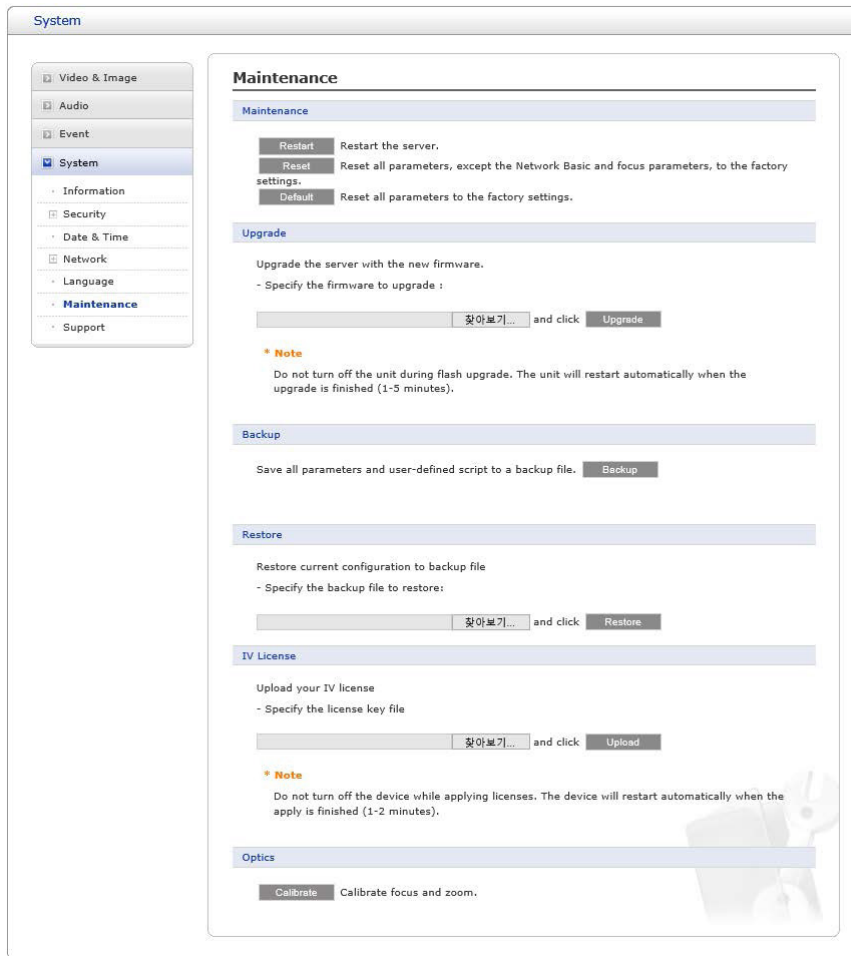 System
Video & Image
Audio
Event
System
Information
Security
Date & Time
Network
Language
Maintenance
Support
Maintenance
Maintenance
Restart Restart the server.
Reset Reset all parameters, except the Network Basic and focus parameters, to the factory
settings.
Default Reset all parameters to the factory settings.
Upgrade
Upgrade the server with the new firmware.
- Specify the firmware to upgrade :
찾아보기... and click Upgrade
* Note
Do not turn off the unit during flash upgrade. The unit will restart automatically when the
upgrade is finished (1-5 minutes).
Backup
Save all parameters and user-defined script to a backup file. Backup
Restore
Restore current configuration to backup file
- Specify the backup file to restore:
찾아보기... and click Restore
IV License
Upload your IV license
- Specify the license key file
찾아보기... and click Upload
* Note
Do not turn off the device while applying licenses. The device will restart automatically when the
apply is finished (1-2 minutes).
Optics
Calibrate Calibrate focus and zoom.